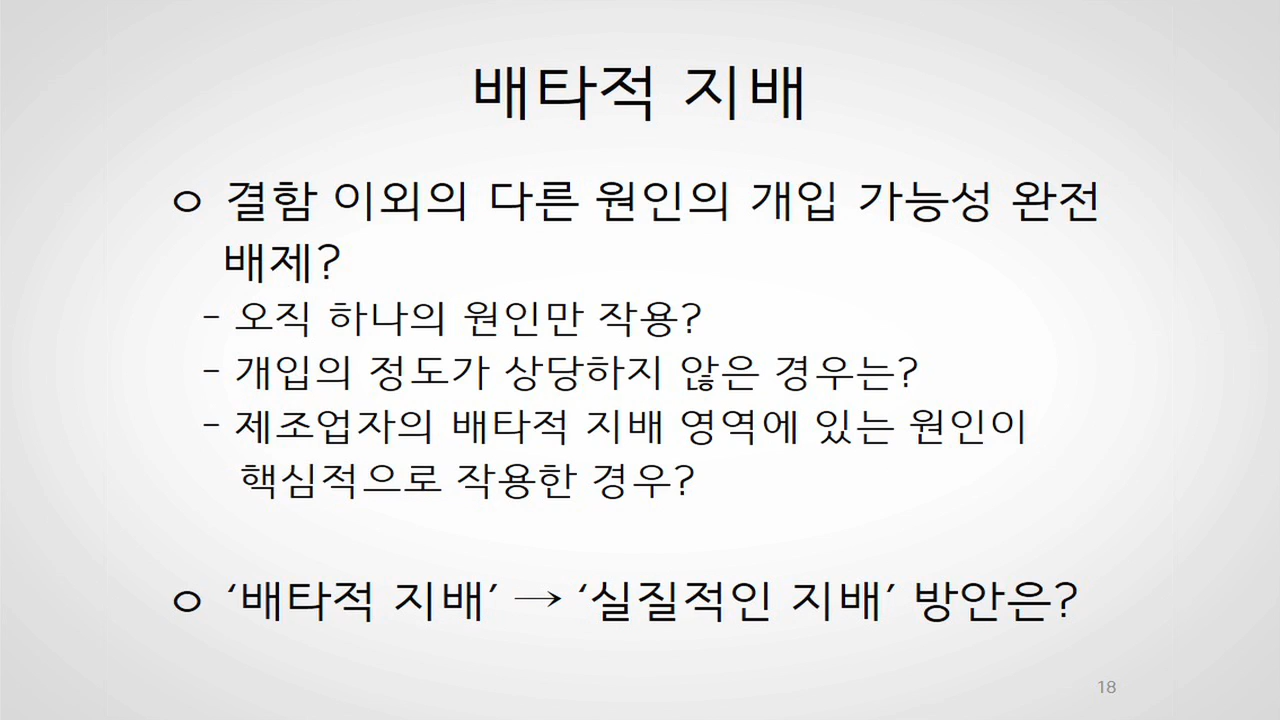 배타적 지배
ㅇ 결함 이외의 다른 원인의 개입 가능성 완전
배제?
- 오직 하나의 원인만 작용?
- 개입의 정도가 상당하지 않은 경우는?
- 제조업자의 배타적 지배 영역에 있는 원인이
핵심적으로 작용한 경우?
ㅇ ‘배타적 지배’ → ‘실질적인 지배’ 방안은?
18